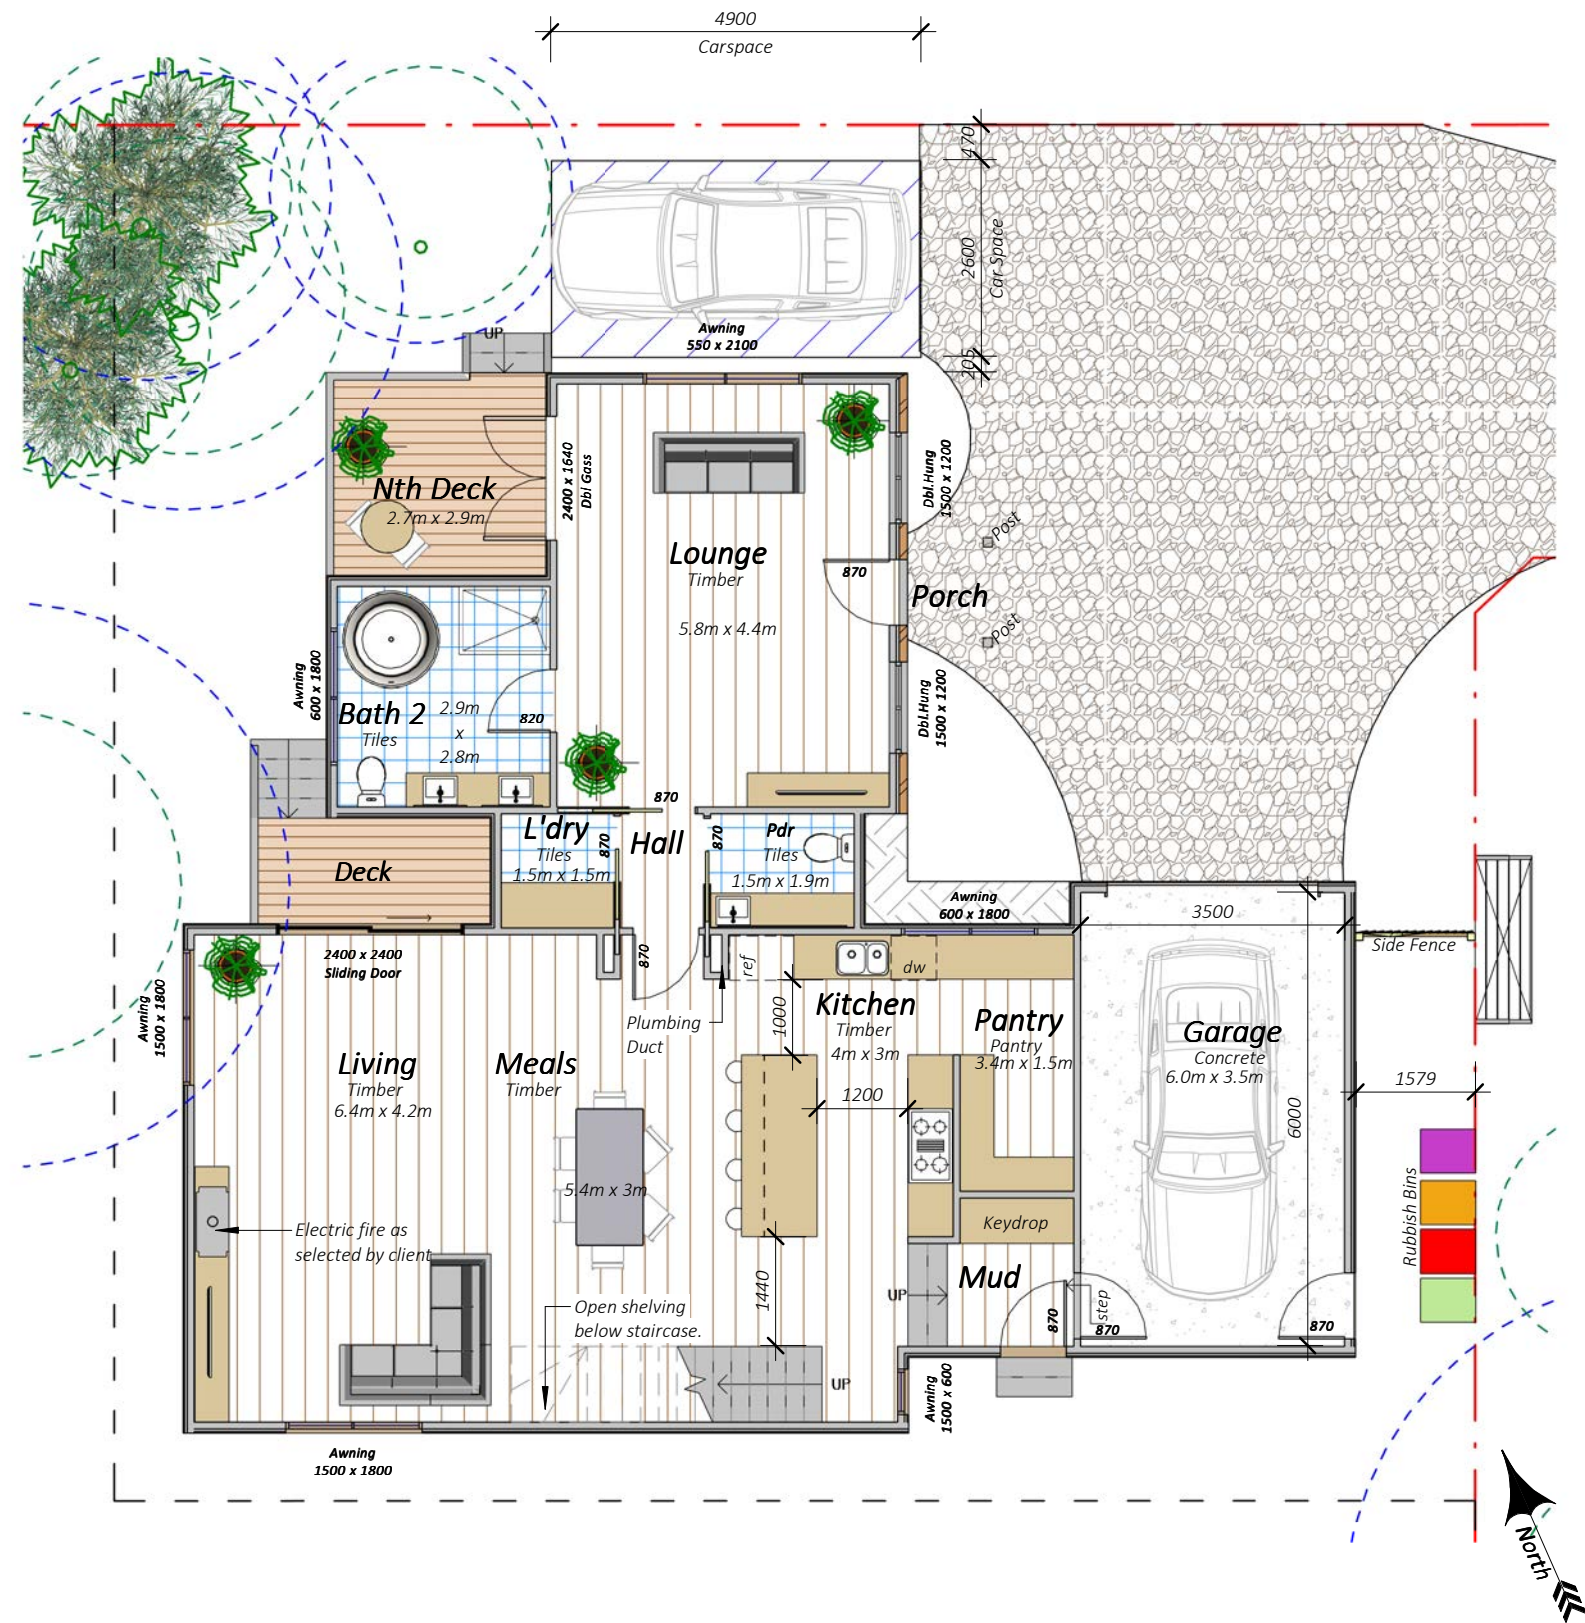 4900
Carspace
470
2600
Car Space
205
UP
Awning
550 x 2100
Nth Deck
2.7m x 2.9m
2400 x 1640
Dbl Gass
Lounge
Timber
5.8m x 4.4m
870
Dbl.Hung
1500 x 1200
Post
Porch
Post
Dbl.Hung
1500 x 1200
Awning
600 x 1800
Bath 2
Tiles
2.9m
x
2.8m
820
870
L'dry
Tiles
1.5m x 1.5m
870
Hall
870
Pdr
Tiles
1.5m x 1.9m
Deck
Awning
600 x 1800
3500
Side Fence
2400 x 2400
Sliding Door
870
ref
dw
Awning
1500 x 1800
Plumbing
Duct
1000
Kitchen
Timber
4m x 3m
Pantry
Pantry
3.4m x 1.5m
Garage
Concrete
6.0m x 3.5m
Living
Timber
6.4m x 4.2m
Meals
Timber
1200
6000
1579
5.4m x 3m
Rubbish Bins
Electric fire as
selected by client
Keydrop
Mud
UP
1440
step
870
870
870
Open shelving
below staircase.
UP
Awning
1500 x 600
Awning
1500 x 1800
North